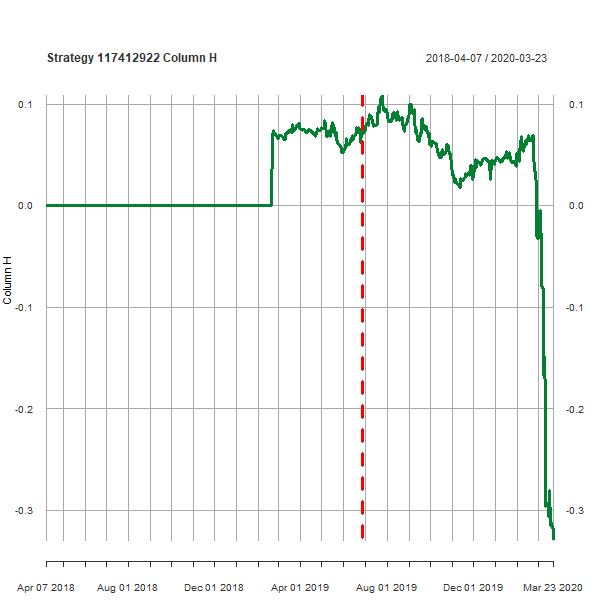 Strategy 117412922 Column H
2018-04-07 / 2020-03-23
0.1
0.1
0.0
0.0
-0.1
-0.1
-0.2
-0.2
-0.3
-0.3
Column H
Apr 07 2018
Aug 01 2018
Dec 01 2018
Apr 01 2019
Aug 01 2019
Dec 01 2019
Mar 23 2020